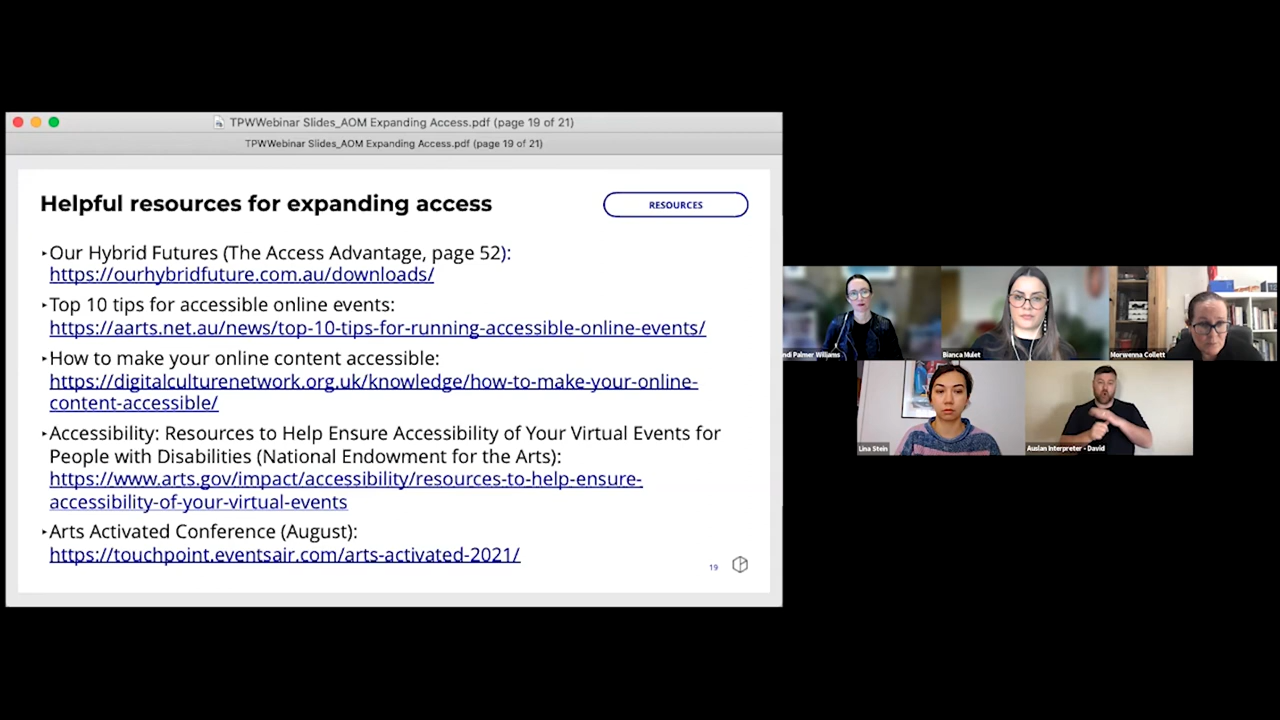 TPWWebinar Slides_AOM Expanding Access.pdf (page 19 of 21)
TPWWebinar Slides_AOM Expanding Access.pdf (page 19 of 21)
Helpful resources for expanding access
RESOURCES
‣Our Hybrid Futures (The Access Advantage, page 52):
https://ourhybridfuture.com.au/downloads/
‣Top 10 tips for accessible online events:
https://aarts.net.au/news/top-10-tips-for-running-accessible-online-events/
‣How to make your online content accessible:
https://digitalculturenetwork.org.uk/knowledge/how-to-make-your-online-
content-accessible/
‣Accessibility: Resources to Help Ensure Accessibility of Your Virtual Events for
People with Disabilities (National Endowment for the Arts):
https://www.arts.gov/impact/accessibility/resources-to-help-ensure-
accessibility-of-your-virtual-events
‣Arts Activated Conference (August):
https://touchpoint.eventsair.com/arts-activated-2021/
19
Palmer Williams
Bianca Mulet
Morwenna Collett
Lina Stein
Auslan Interpreter - David